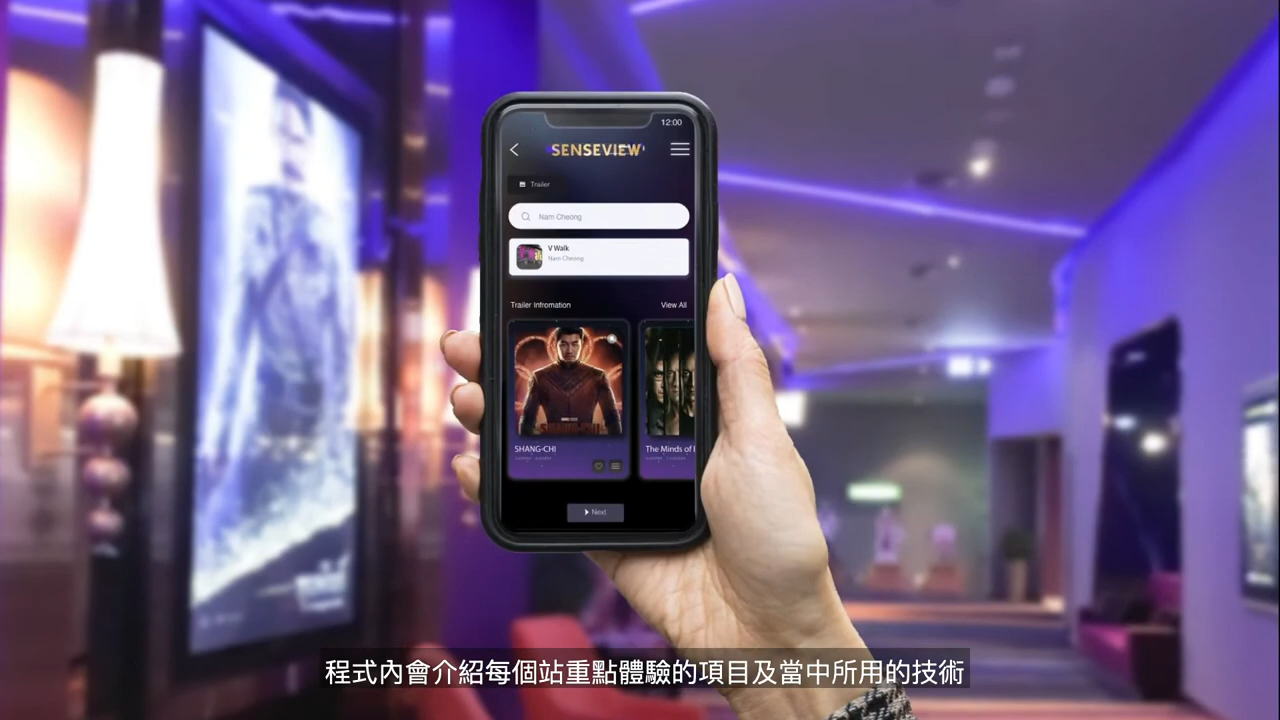 12:00
SENSEVIEW
Trailer
Nam Cheong
V Walk
Nam Cheong
Trailer Infromation
View All
SHANG-CHI
SHANG-CHI
The Minds of
Next
程式內會介紹每個站重點體驗的項目及當中所用的技術